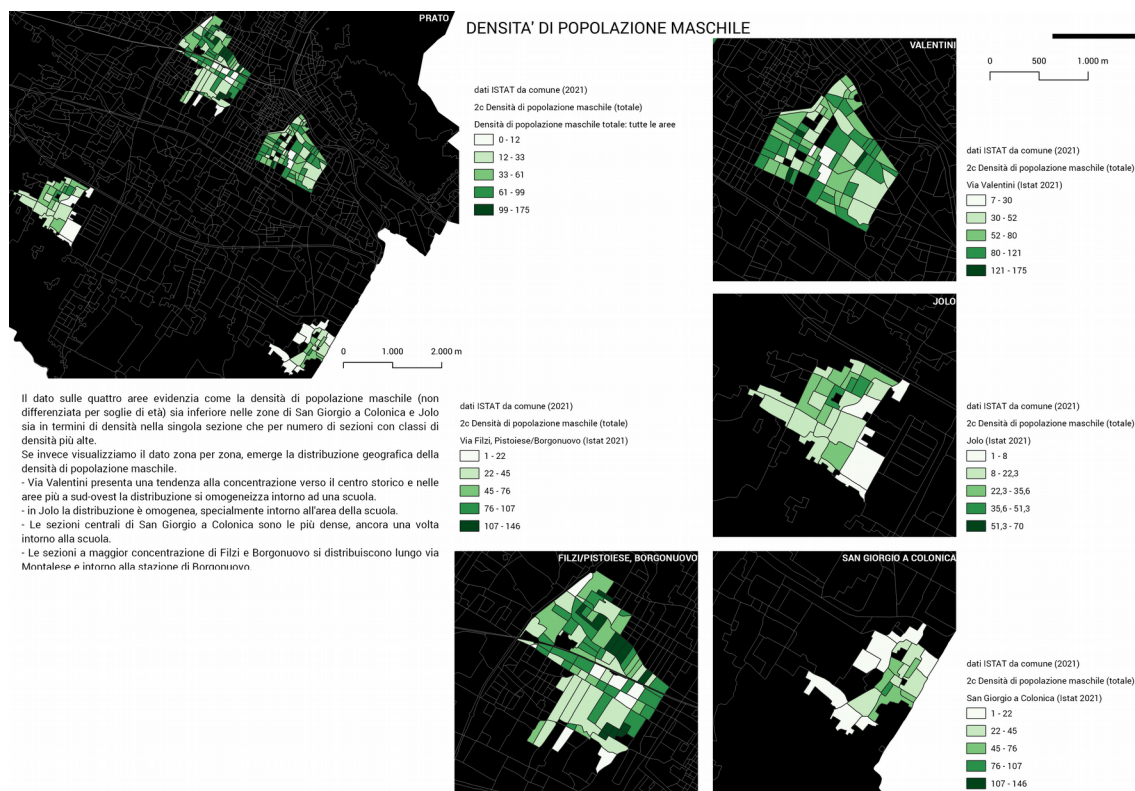 PRATO
DENSITA' DI POPOLAZIONE MASCHILE
dati ISTAT da comune (2021)
2c Densità di popolazione maschile (totale)
Densità di popolazione maschile totale: tutte le aree
0 - 12
12 - 33
33 - 61
61 - 99
99 - 175
0 1.000 2.000 m
VALENTINI
0 500 1.000 m
dati ISTAT da comune (2021)
2c Densità di popolazione maschile (totale)
Via Valentini (Istat 2021)
7 - 30
30 - 52
52 - 80
80 - 121
121 - 175
Il dato sulle quattro aree evidenzia come la densità di popolazione maschile (non
differenziata per soglie di età) sia inferiore nelle zone di San Giorgio a Colonica e Jolo
sia in termini di densità nella singola sezione che per numero di sezioni con classi di
densità più alte.
Se invece visualizziamo il dato zona per zona, emerge la distribuzione geografica della
densità di popolazione maschile.
- Via Valentini presenta una tendenza alla concentrazione verso il centro storico e nelle
aree più a sud-ovest la distribuzione si omogeneizza intorno ad una scuola.
- in Jolo la distribuzione è omogenea, specialmente intorno all'area della scuola.
- Le sezioni centrali di San Giorgio a Colonica sono le più dense, ancora una volta
intorno alla scuola.
- Le sezioni a maggior concentrazione di Filzi e Borgonuovo si distribuiscono lungo via
Montalese e intorno alla stazione di Borgonuovo.
JOLO
dati ISTAT da comune (2021)
2c Densità di popolazione maschile (totale)
Jolo (Istat 2021)
1 - 8
8 - 22,3
22,3 - 35,6
35,6 - 51,3
51,3 - 70
dati ISTAT da comune (2021)
2c Densità di popolazione maschile (totale)
Via Filzi, Pistoiese/Borgonuovo (Istat 2021)
1 - 22
22 - 45
45 - 76
76 - 107
107 - 146
FILZI/PISTOIESE, BORGONUOVO
SAN GIORGIO A COLONICA
dati ISTAT da comune (2021)
2c Densità di popolazione maschile (totale)
San Giorgio a Colonica (Istat 2021)
1 - 22
22 - 45
45 - 76
76 - 107
107 - 146